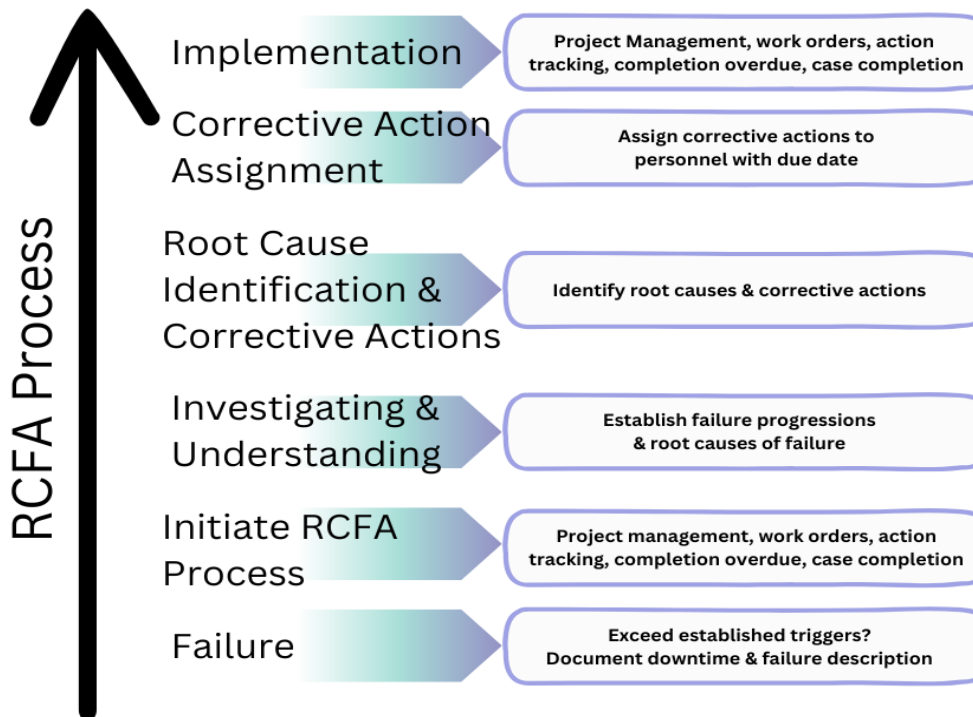 RCFA Process
Implementation
Project Management, work orders, action
tracking, completion overdue, case completion
Corrective Action
Assignment
Assign corrective actions to
personnel with due date
Root Cause
Identification &
Corrective Actions
Identify root causes & corrective actions
Investigating &
Understanding
Establish failure progressions
& root causes of failure
Initiate RCFA
Process
Project management, work orders, action
tracking, completion overdue, case completion
Failure
Exceed established triggers?
Document downtime & failure description